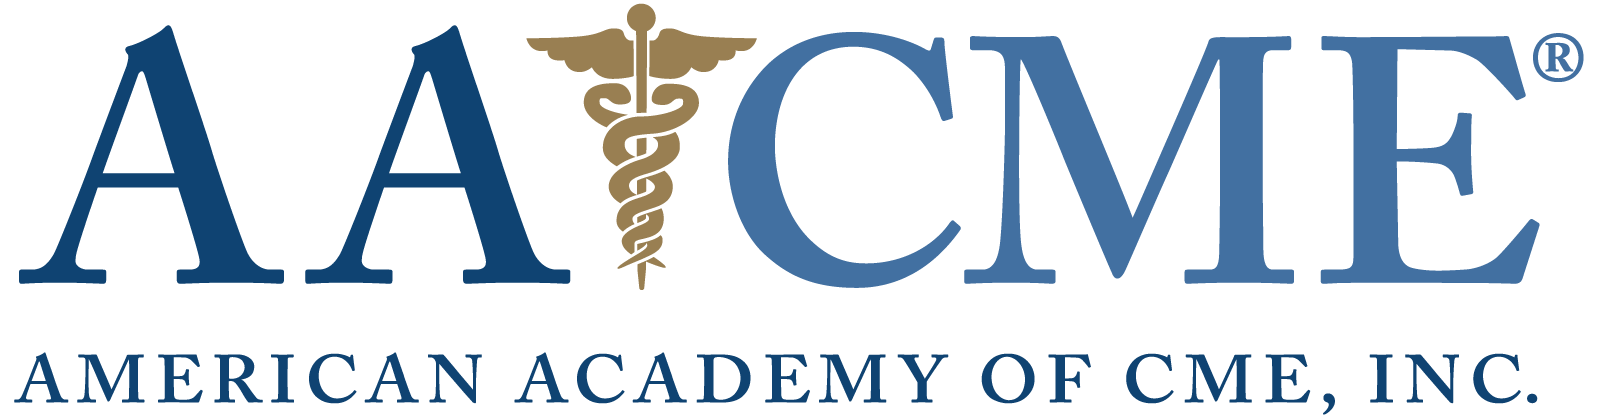 AACME®
AMERICAN ACADEMY OF CME, INC.